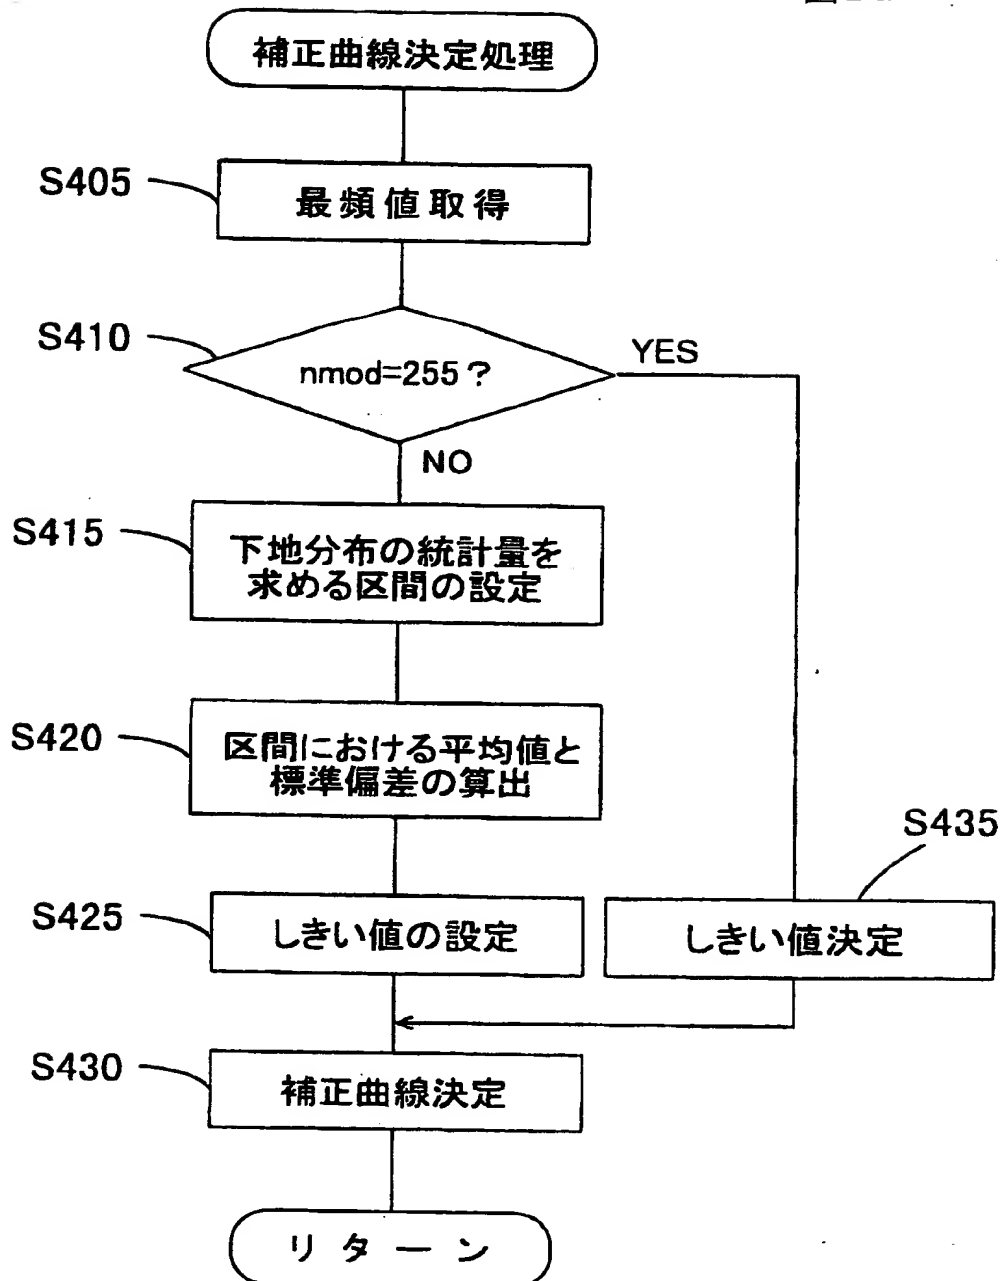 補正曲線決定処理
S405
最頻値取得
S410
nmod=255?
YES
NO
S415
下地分布の統計量を
求める区間の設定
S420
区間における平均値と
標準偏差の算出
S435
S425
しきい値の設定
しきい値決定
S430
補正曲線決定
リターン